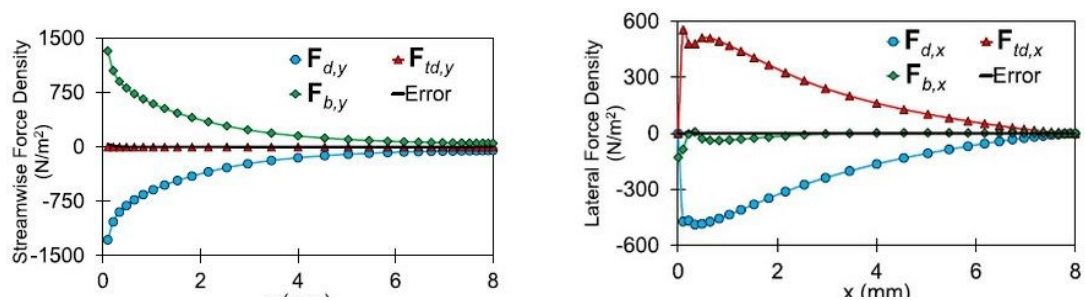 Streamwise Force Density
(N/m²)
1500
750
0
-750
-1500
F_d,y
F_td,y
F_b,y
Error
0
2
4
6
8
Lateral Force Density
(N/m²)
600
300
0
-300
-600
F_d,x
F_td,x
F_b,x
Error
0
2
4
6
8
x (mm)